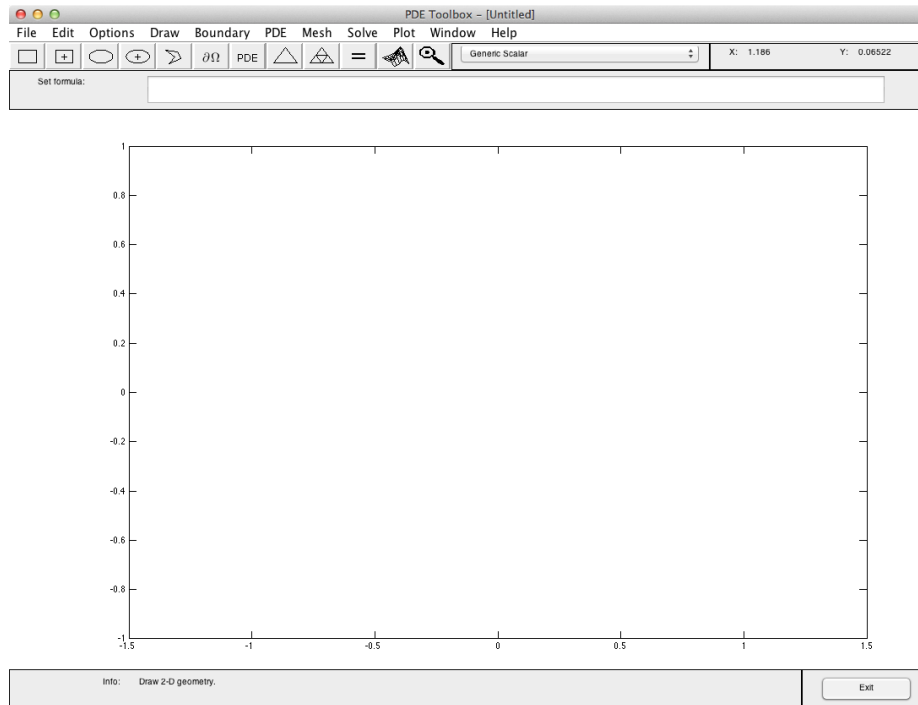 PDE Toolbox - [Untitled]
File Edit Options Draw Boundary PDE Mesh Solve Plot Window Help
∂Ω PDE = Generic Scalar X: 1.186 Y: 0.06522
Set formula:
1
0.8
0.6
0.4
0.2
0
-0.2
-0.4
-0.6
-0.8
-1
-1.5 -1 -0.5 0 0.5 1 1.5
Info: Draw 2-D geometry. Exit